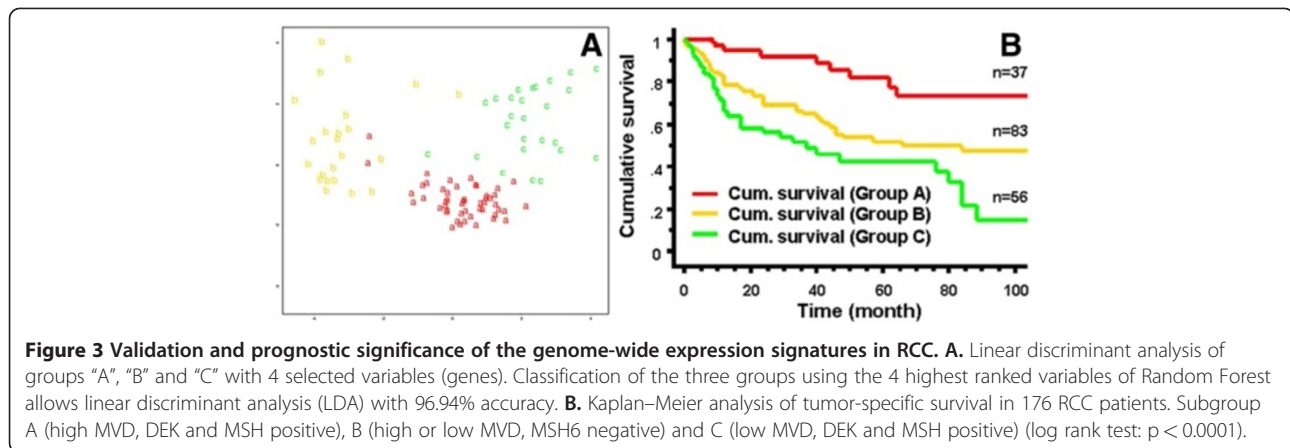 A
B
Cumulative survival
1
.8
.6
.4
.2
0
n=37
n=83
n=56
Cum. survival (Group A)
Cum. survival (Group B)
Cum. survival (Group C)
0 20 40 60 80 100
Time (month)
Figure 3 Validation and prognostic significance of the genome-wide expression signatures in RCC. A. Linear discriminant analysis of
groups “A”, “B” and “C” with 4 selected variables (genes). Classification of the three groups using the 4 highest ranked variables of Random Forest
allows linear discriminant analysis (LDA) with 96.94% accuracy. B. Kaplan–Meier analysis of tumor-specific survival in 176 RCC patients. Subgroup
A (high MVD, DEK and MSH positive), B (high or low MVD, MSH6 negative) and C (low MVD, DEK and MSH positive) (log rank test: p < 0.0001).